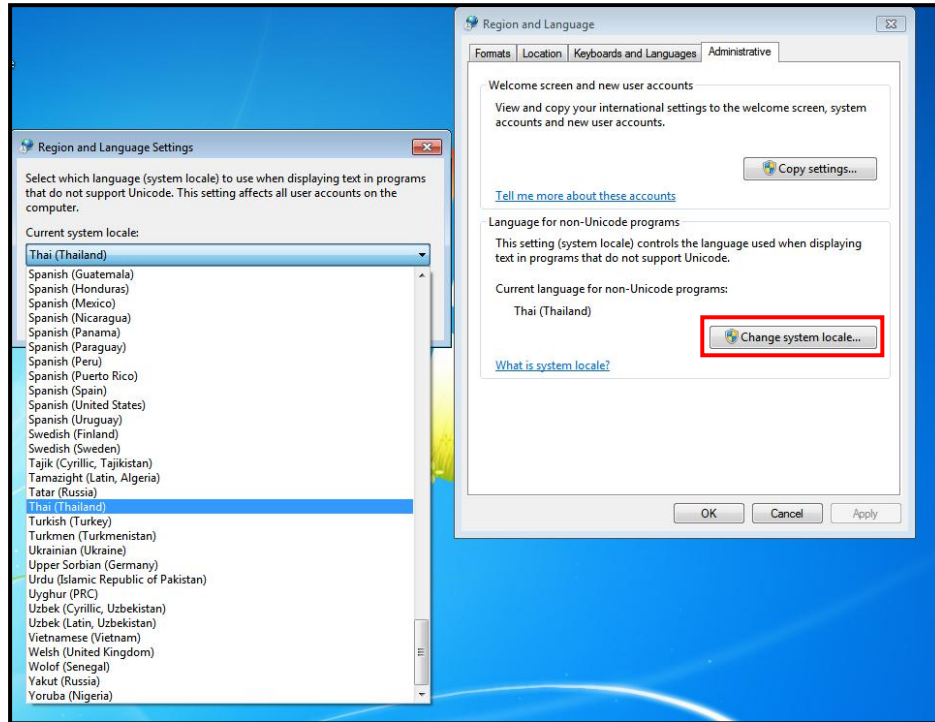 Region and Language
Formats Location Keyboards and Languages Administrative
Welcome screen and new user accounts
View and copy your international settings to the welcome screen, system
accounts and new user accounts.
Copy settings...
Tell me more about these accounts
Language for non-Unicode programs
This setting (system locale) controls the language used when displaying
text in programs that do not support Unicode.
Current language for non-Unicode programs:
Thai (Thailand)
Change system locale...
What is system locale?
OK Cancel Apply
Region and Language Settings
Select which language (system locale) to use when displaying text in programs
that do not support Unicode. This setting affects all user accounts on the
computer.
Current system locale:
Thai (Thailand)
Spanish (Guatemala)
Spanish (Honduras)
Spanish (Mexico)
Spanish (Nicaragua)
Spanish (Panama)
Spanish (Paraguay)
Spanish (Peru)
Spanish (Puerto Rico)
Spanish (Spain)
Spanish (United States)
Spanish (Uruguay)
Swedish (Finland)
Swedish (Sweden)
Tajik (Cyrillic, Tajikistan)
Tamazight (Latin, Algeria)
Tatar (Russia)
Thai (Thailand)
Turkish (Turkey)
Turkmen (Turkmenistan)
Ukrainian (Ukraine)
Upper Sorbian (Germany)
Urdu (Islamic Republic of Pakistan)
Uyghur (PRC)
Uzbek (Cyrillic, Uzbekistan)
Uzbek (Latin, Uzbekistan)
Vietnamese (Vietnam)
Welsh (United Kingdom)
Wolof (Senegal)
Yakut (Russia)
Yoruba (Nigeria)